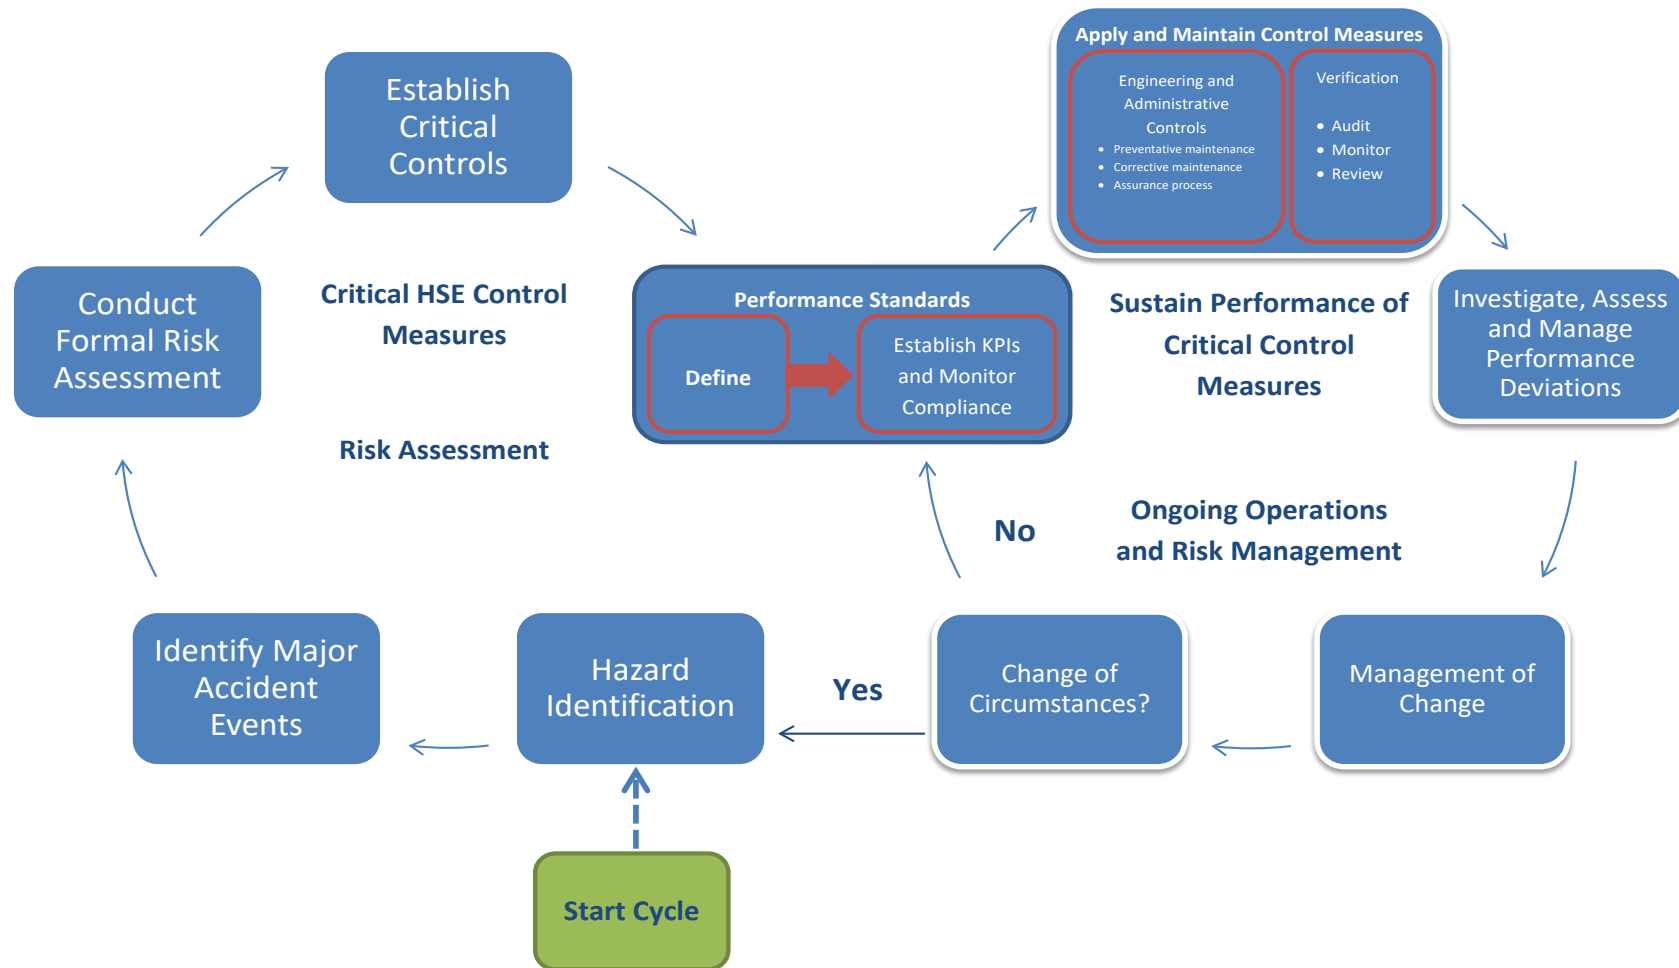 Establish
Critical
Controls
Apply and Maintain Control Measures
Engineering and
Administrative
Controls
• Preventative maintenance
• Corrective maintenance
• Assurance process
Verification
• Audit
• Monitor
• Review
Conduct
Formal Risk
Assessment
Critical HSE Control
Measures
Risk Assessment
Performance Standards
Define
Establish KPIs
and Monitor
Compliance
Sustain Performance of
Critical Control
Measures
Investigate, Assess
and Manage
Performance
Deviations
No
Ongoing Operations
and Risk Management
Identify Major
Accident
Events
Hazard
Identification
Yes
Change of
Circumstances?
Management of
Change
Start Cycle